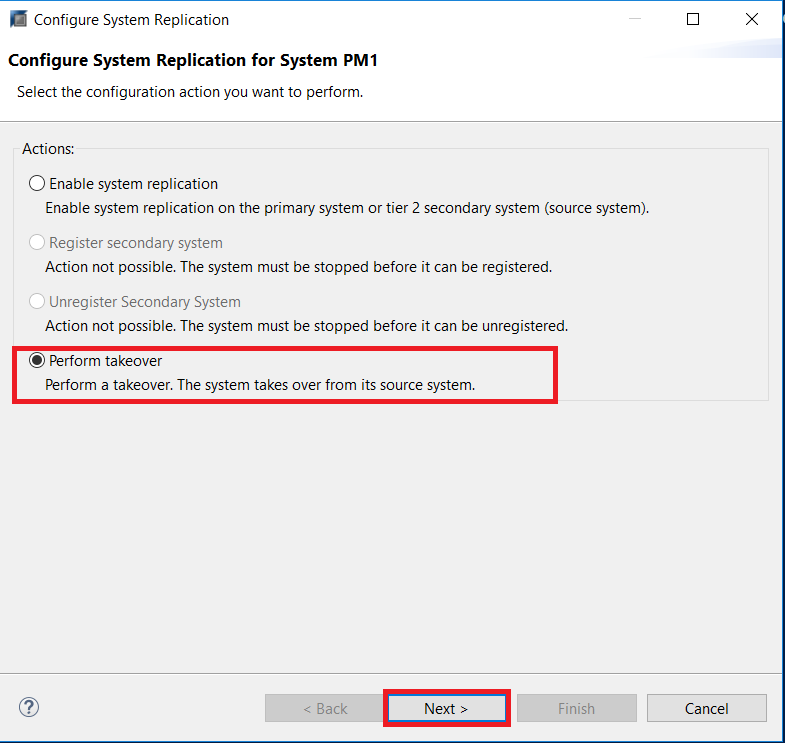 Configure System Replication
Configure System Replication for System PM1
Select the configuration action you want to perform.
Actions:
Enable system replication
Enable system replication on the primary system or tier 2 secondary system (source system).
Register secondary system
Action not possible. The system must be stopped before it can be registered.
Unregister Secondary System
Action not possible. The system must be stopped before it can be unregistered.
Perform takeover
Perform a takeover. The system takes over from its source system.
?
< Back
Next >
Finish
Cancel